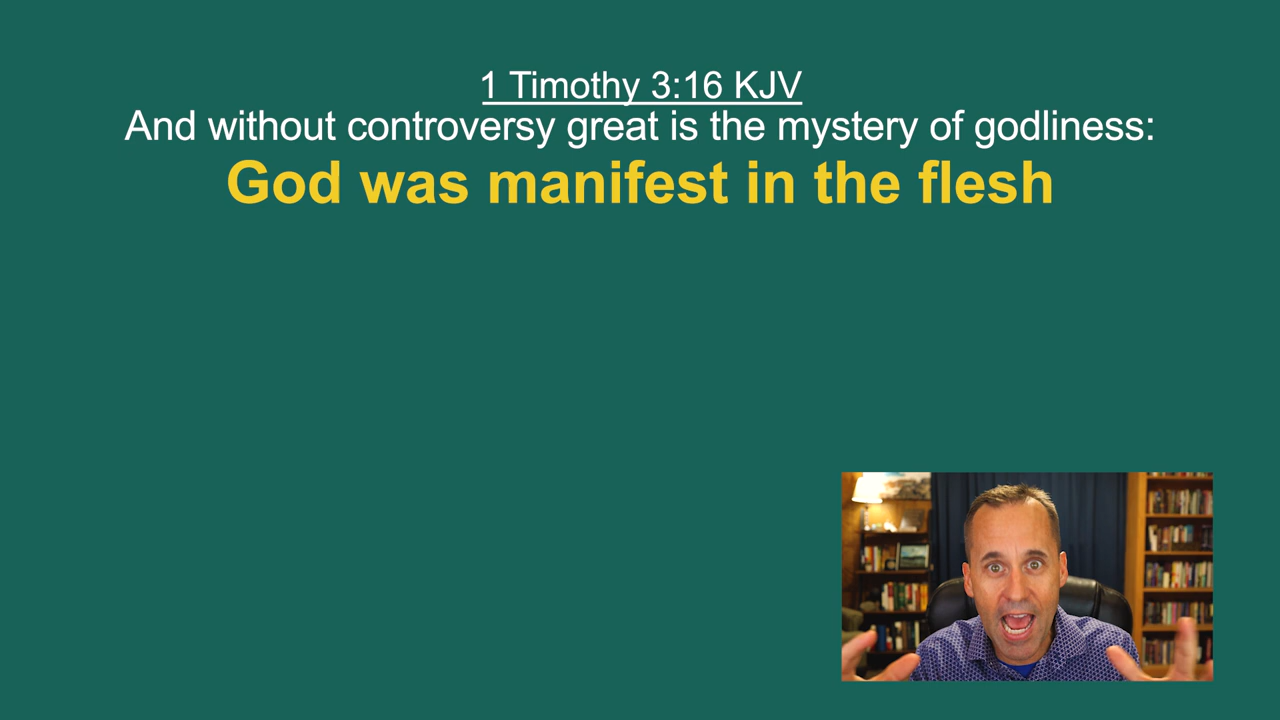 1 Timothy 3:16 KJV
And without controversy great is the mystery of godliness:
God was manifest in the flesh